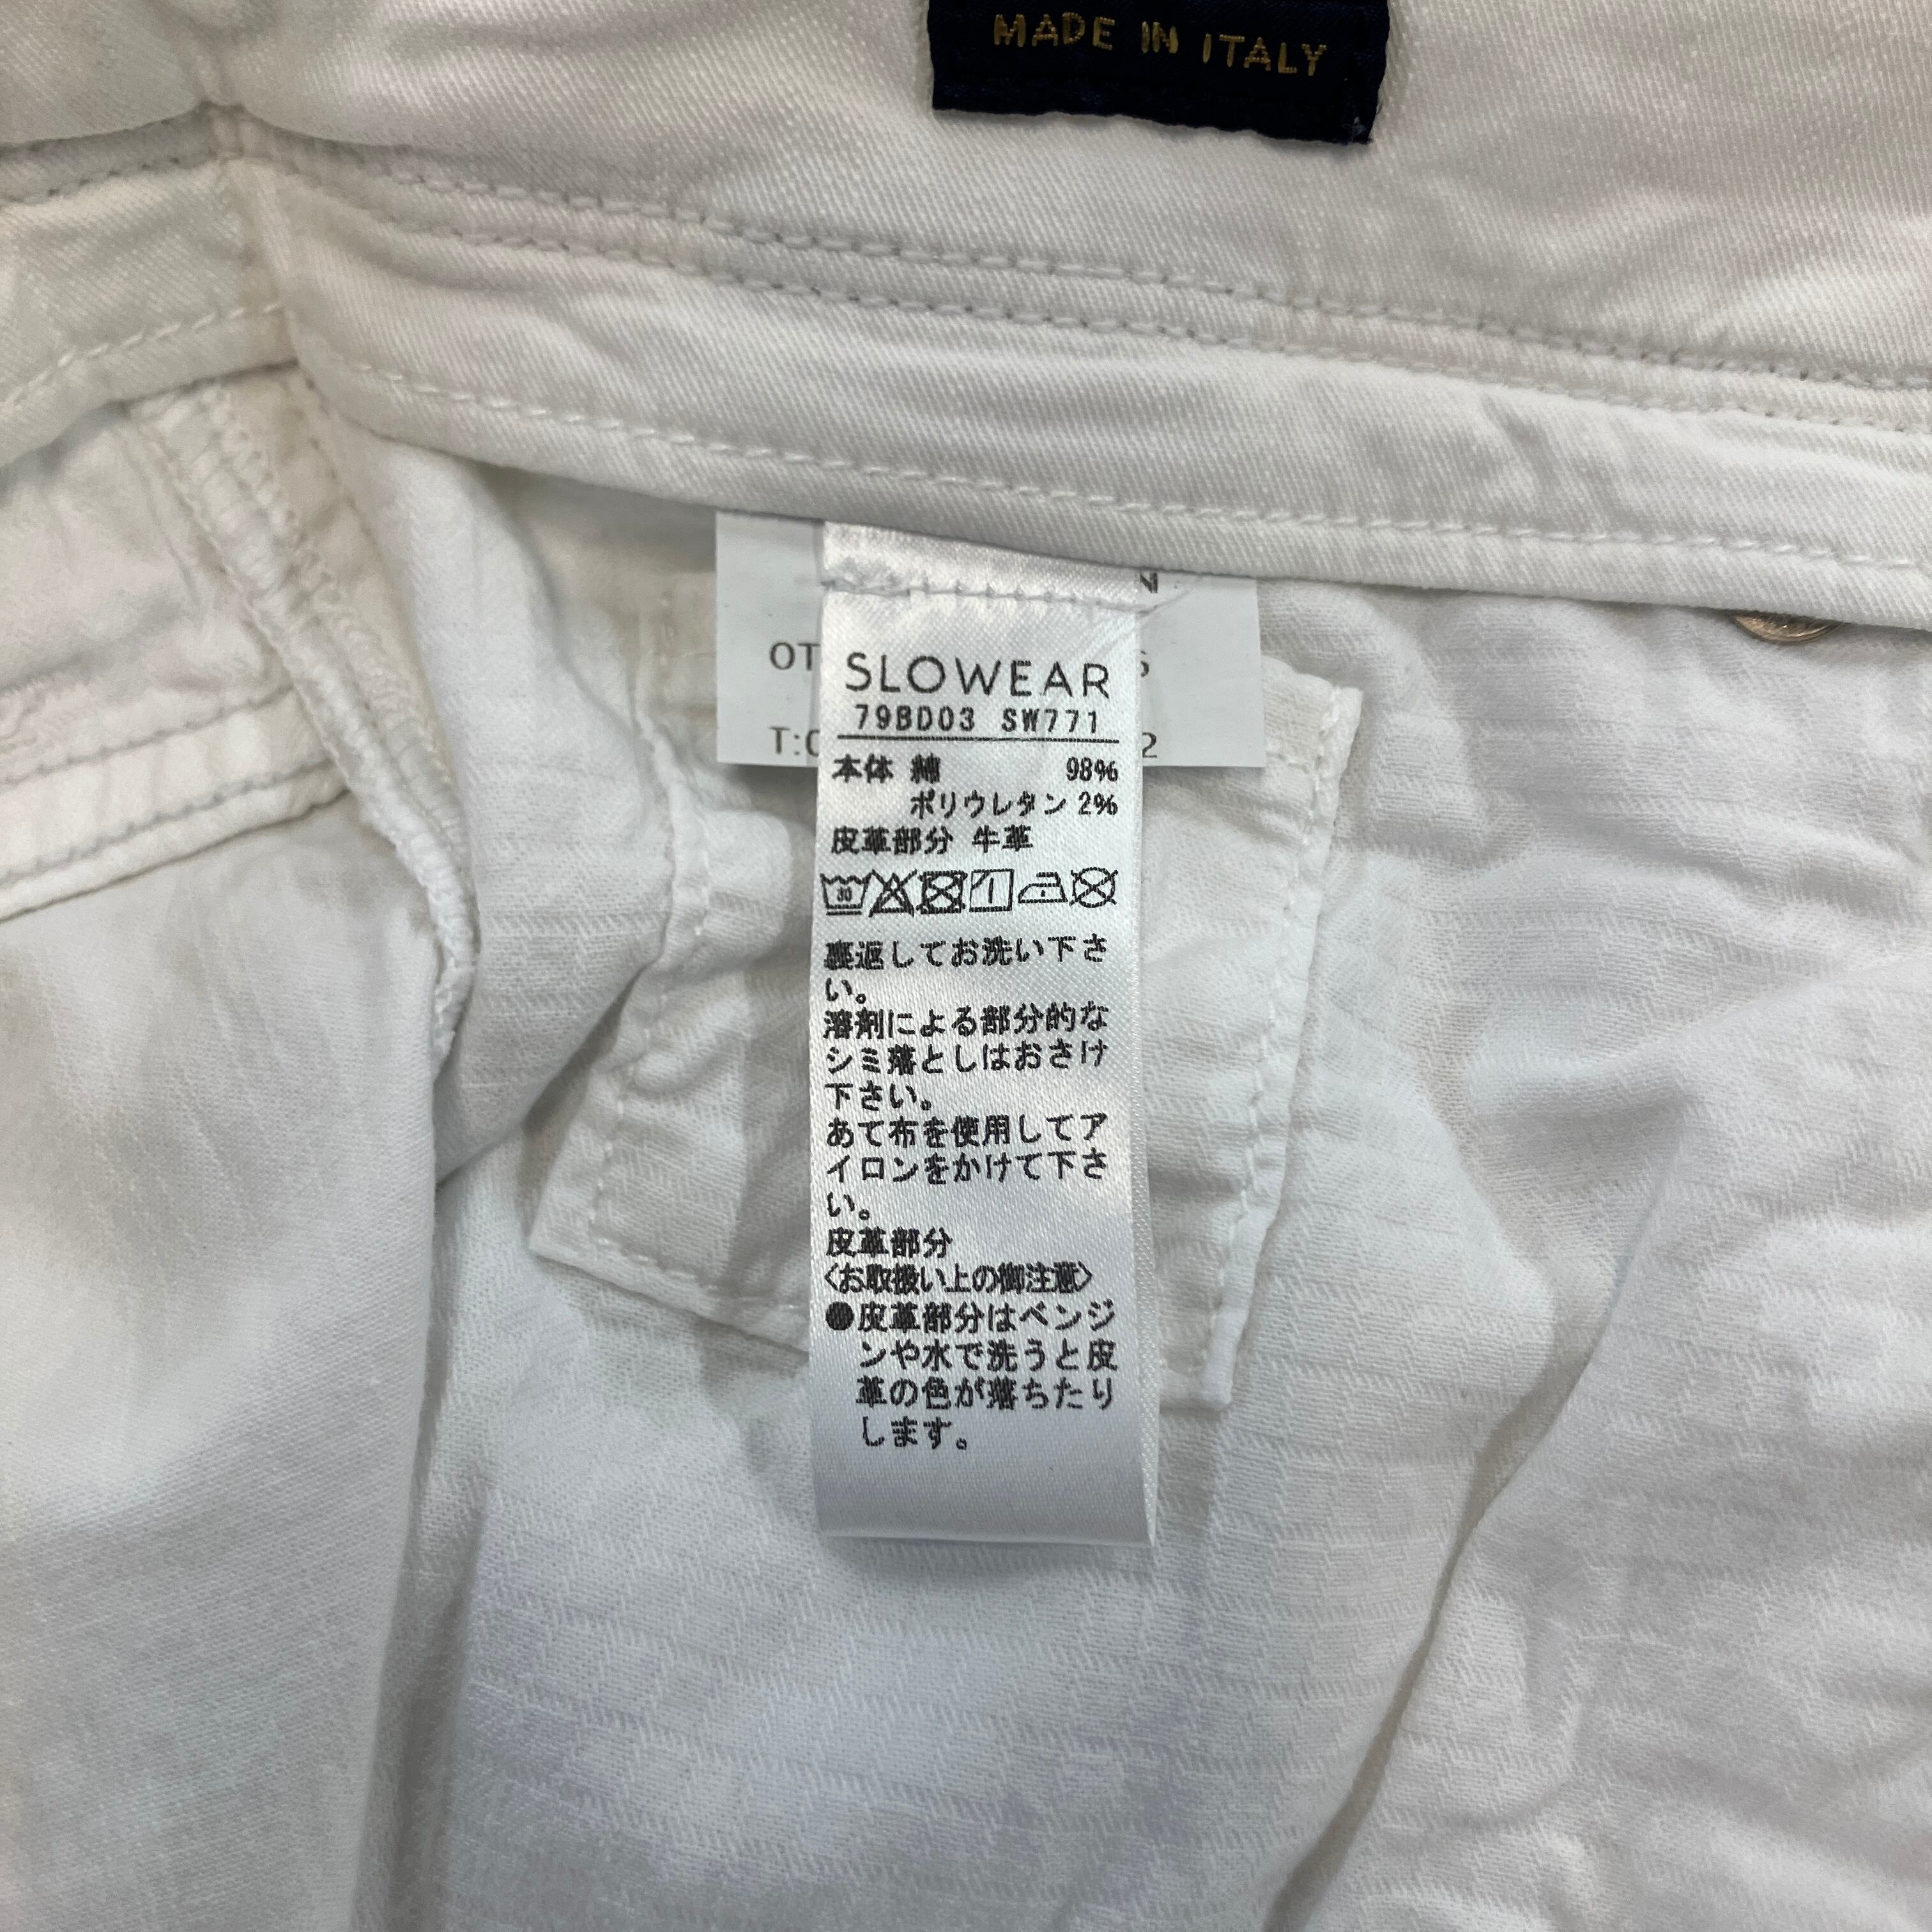 MADE IN ITALY
SLOWEAR
79BD03 SW771
本体 綿 98%
ポリウレタン 2%
皮革部分 牛革
30
裏返してお洗い下さ
い。
溶剤による部分的な
シミ落としはおさけ
下さい。
あて布を使用してア
イロンをかけて下さ
い。
皮革部分
〈お取扱い上の御注意〉
●皮革部分はベンジ
ンや水で洗うと皮
革の色が落ちたり
します。